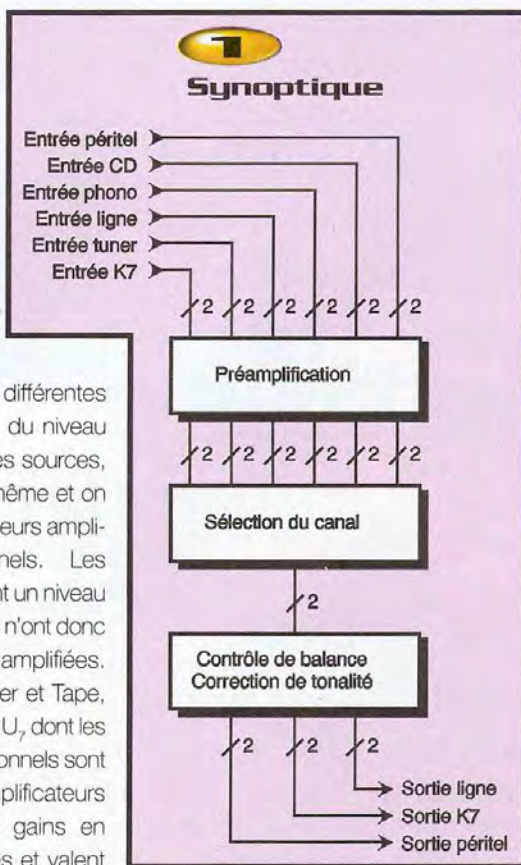 1
Synoptique
Entrée péritel
Entrée CD
Entrée phono
Entrée ligne
Entrée tuner
Entrée K7
2 2 2 2 2 2
Préamplification
2 2 2 2 2 2
Sélection du canal
2
Contrôle de balance
Correction de tonalité
2 2 2
Sortie ligne
Sortie K7
Sortie péritel
différentes
du niveau
es sources,
même et on
eurs ampli-
nels. Les
nt un niveau
n'ont donc
amplifiées.
er et Tape,
U7 dont les
onnels sont
plificateurs
gains en
es et valent